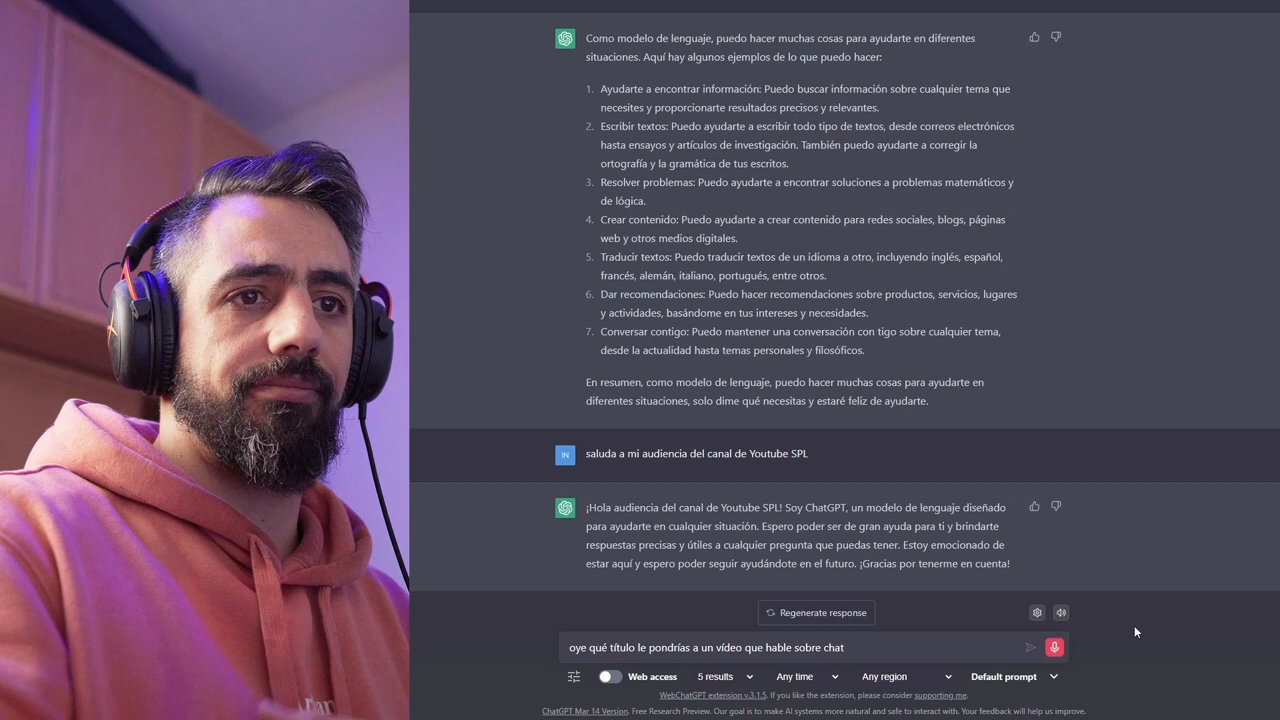 Como modelo de lenguaje, puedo hacer muchas cosas para ayudarte en diferentes
situaciones. Aquí hay algunos ejemplos de lo que puedo hacer:
1. Ayudarte a encontrar información: Puedo buscar información sobre cualquier tema que
necesites y proporcionarte resultados precisos y relevantes.
2. Escribir textos: Puedo ayudarte a escribir todo tipo de textos, desde correos electrónicos
hasta ensayos y artículos de investigación. También puedo ayudarte a corregir la
ortografía y la gramática de tus escritos.
3. Resolver problemas: Puedo ayudarte a encontrar soluciones a problemas matemáticos y
de lógica.
4. Crear contenido: Puedo ayudarte a crear contenido para redes sociales, blogs, páginas
web y otros medios digitales.
5. Traducir textos: Puedo traducir textos de un idioma a otro, incluyendo inglés, español,
francés, alemán, italiano, portugués, entre otros.
6. Dar recomendaciones: Puedo hacer recomendaciones sobre productos, servicios, lugares
y actividades, basándome en tus intereses y necesidades.
7. Conversar contigo: Puedo mantener una conversación con tigo sobre cualquier tema,
desde la actualidad hasta temas personales y filosóficos.
En resumen, como modelo de lenguaje, puedo hacer muchas cosas para ayudarte en
diferentes situaciones, solo dime qué necesitas y estaré feliz de ayudarte.
IN saluda a mi audiencia del canal de Youtube SPL
¡Hola audiencia del canal de Youtube SPL! Soy ChatGPT, un modelo de lenguaje diseñado
para ayudarte en cualquier situación. Espero poder ser de gran ayuda para ti y brindarte
respuestas precisas y útiles a cualquier pregunta que puedas tener. Estoy emocionado de
estar aquí y espero poder seguir ayudándote en el futuro. ¡Gracias por tenerme en cuenta!
Regenerate response
oye qué título le pondrías a un vídeo que hable sobre chat
Web access 5 results Any time Any region Default prompt
WebChatGPT extension v.3.1.5. If you like the extension, please consider supporting me.
ChatGPT Mar 14 Version. Free Research Preview. Our goal is to make AI systems more natural and safe to interact with. Your feedback will help us improve.